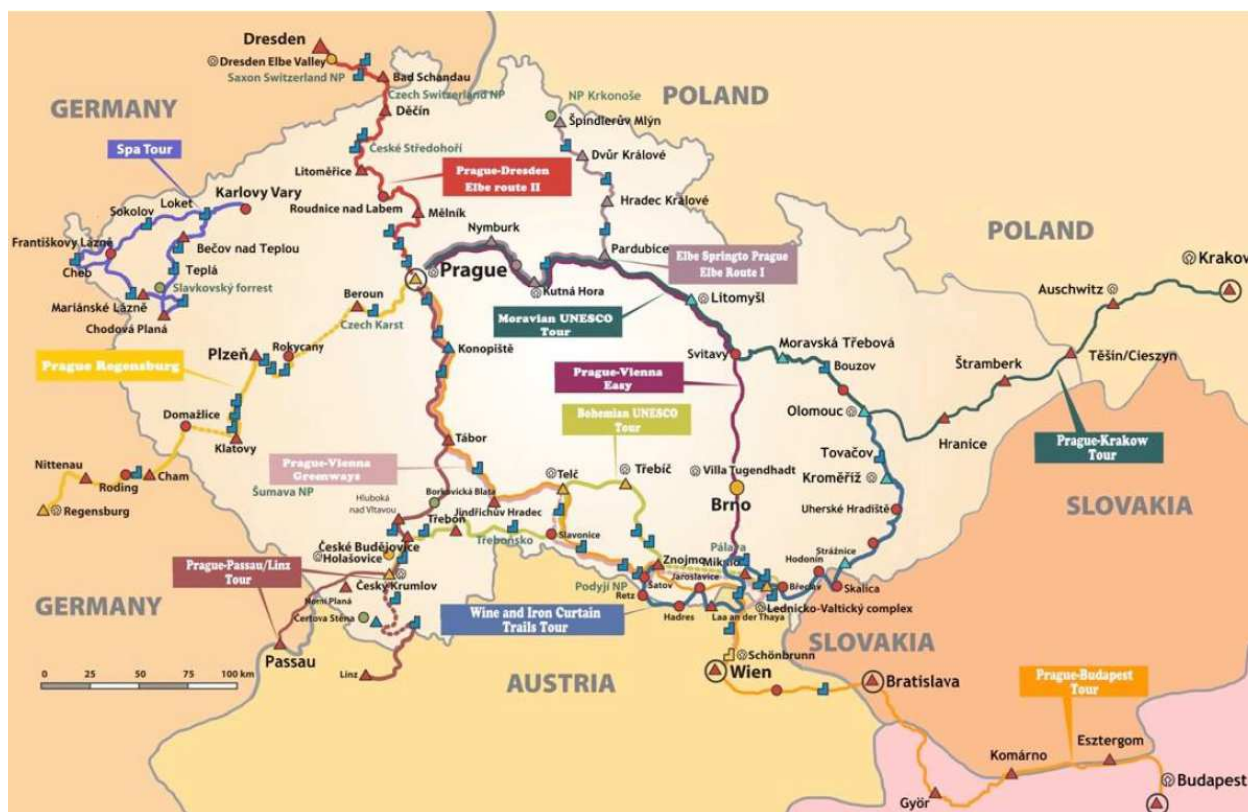 Dresden
Dresden Elbe Valley
Saxon Switzerland NP
Bad Schandau
Czech Switzerland NP
Děčín
GERMANY
POLAND
NP Krkonoše
Špindlerův Mlýn
České Středohoří
Dvůr Králové
Spa Tour
Litoměřice
Prague-Dresden
Elbe route II
Karlovy Vary
Loket
Sokolov
Roudnice nad Labem
Mělník
Hradec Králové
Nymburk
Františkovy Lázně
Bečov nad Teplou
Pardubice
POLAND
Cheb
Teplá
Prague
Elbe Springto Prague
Elbe Route I
Krakow
Slavkovský forrest
Mariánské Lázně
Beroun
Kutná Hora
Litomyšl
Auschwitz
Chodová Planá
Czech Karst
Moravian UNESCO
Tour
Rokycany
Plzeň
Konopiště
Svitavy
Moravská Třebová
Těšín/Cieszyn
Prague Regensburg
Prague-Vienna
Easy
Bouzov
Štramberk
Domažlice
Bohemian UNESCO
Tour
Olomouc
Klatovy
Tábor
Hranice
Prague-Krakow
Tour
Nittenau
Cham
Roding
Prague-Vienna
Greenways
Telč
Třebíč
Villa Tugendhadt
Tovačov
Kroměříž
Šumava NP
Borkovická Blata
Brno
SLOVAKIA
Regensburg
Hluboká
nad Vltavou
Jindřichův Hradec
Uherské Hradiště
Třeboň
Třeboňsko
Slavonice
České Budějovice
Holašovice
Znojmo
Pálava
Mikulov
Hodonín
Strážnice
Prague-Passau/Linz
Tour
Český Krumlov
Podyjí NP
Šatov
Jaroslavice
Břeclav
Skalica
Retz
Horní Planá
GERMANY
Certova Stěna
Wine and Iron Curtain
Trails Tour
Hadres
Laa an der Thaya
Lednicko-Valtický complex
SLOVAKIA
Passau
Schönbrunn
Linz
Wien
0 25 50 75 100 km
AUSTRIA
Bratislava
Prague-Budapest
Tour
Komárno
Esztergom
Györ
Budapest